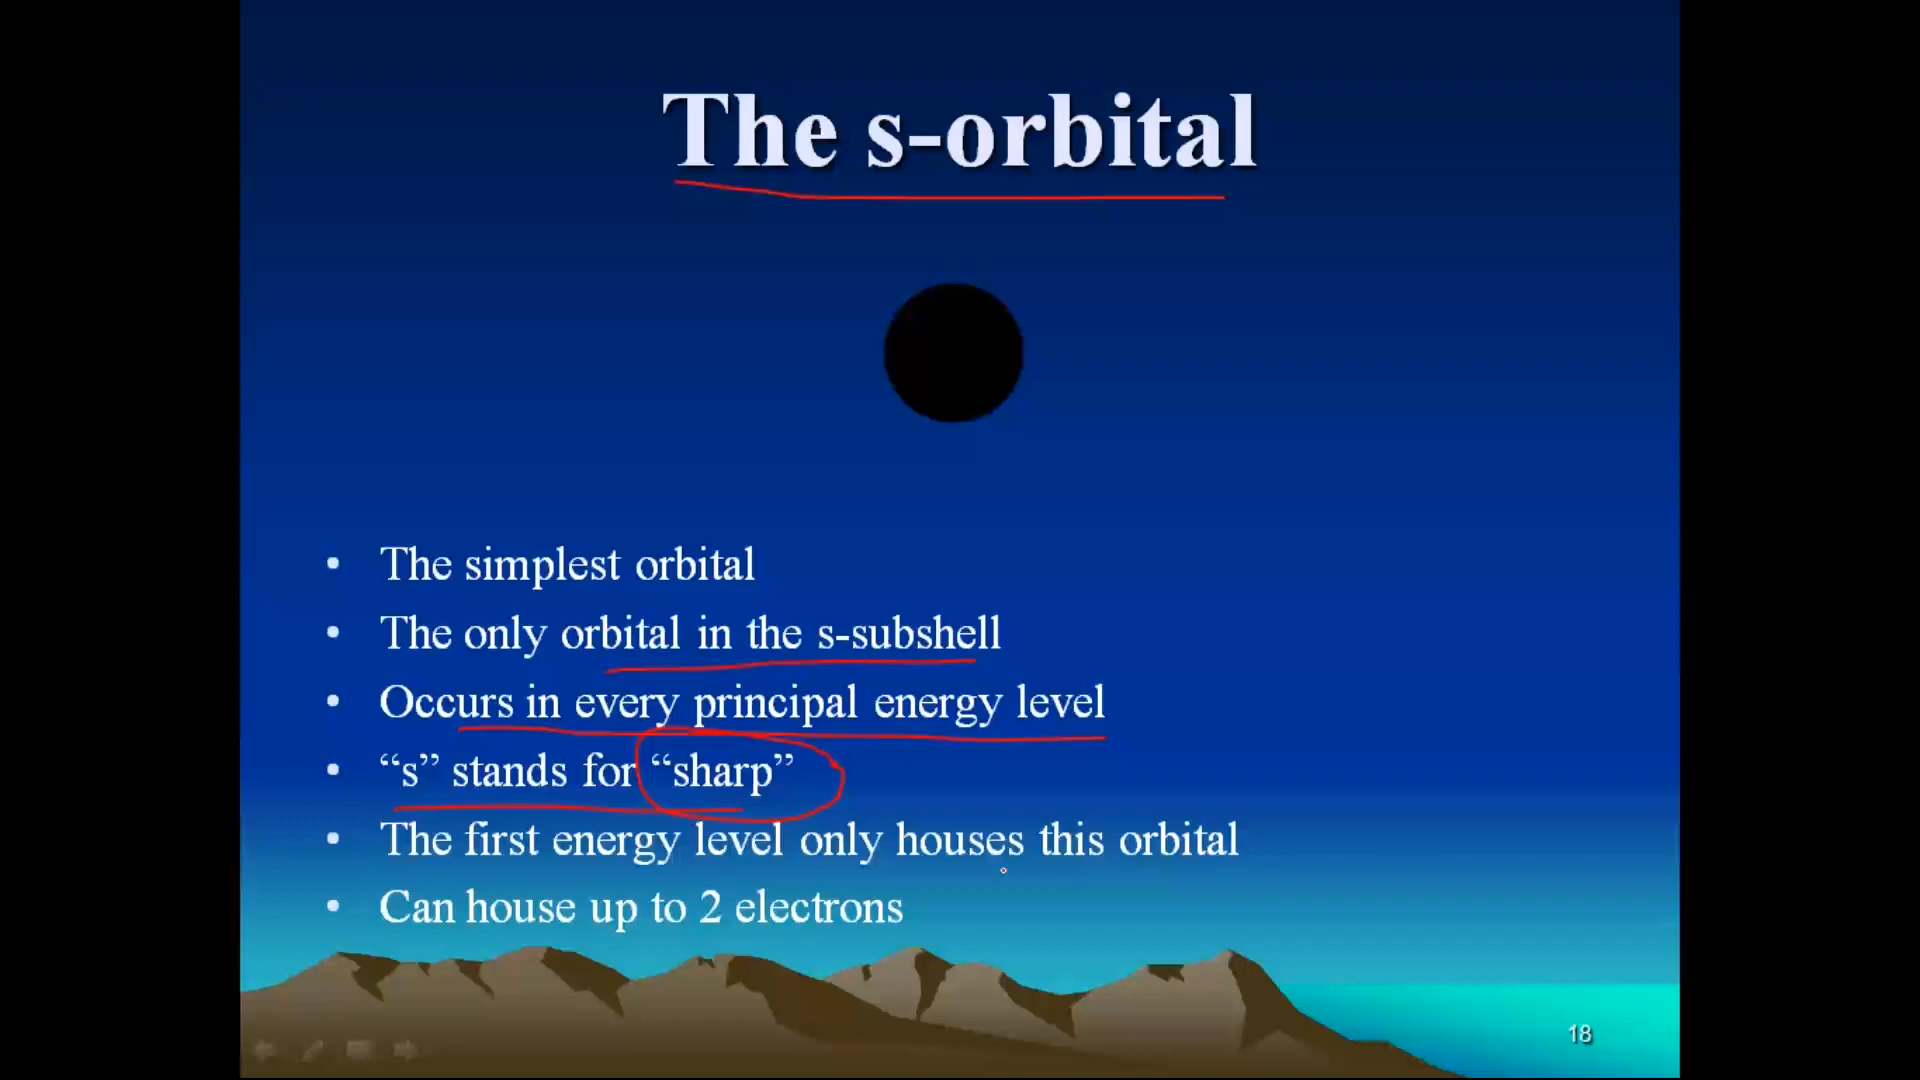 The s-orbital
• The simplest orbital
• The only orbital in the s-subshell
• Occurs in every principal energy level
• “s” stands for “sharp”
• The first energy level only houses this orbital
• Can house up to 2 electrons
18